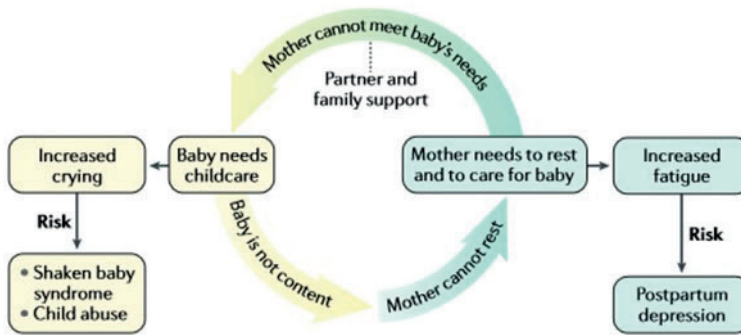 Mother cannot meet baby's needs
Partner and
family support
Increased
crying
Baby needs
childcare
Mother needs to rest
and to care for baby
Increased
fatigue
Baby is not content
Mother cannot rest
Risk
• Shaken baby
syndrome
• Child abuse
Risk
Postpartum
depression